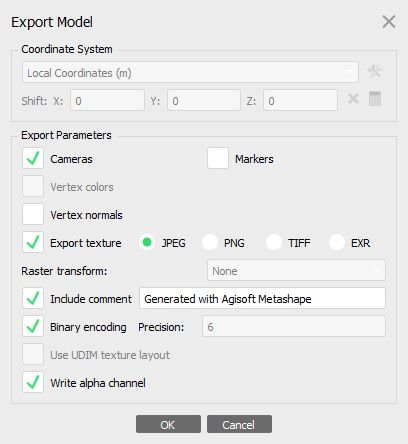 Export Model
Coordinate System
Local Coordinates (m)
Shift: X: 0 Y: 0 Z: 0
Export Parameters
Cameras Markers
Vertex colors
Vertex normals
Export texture JPEG PNG TIFF EXR
Raster transform: None
Include comment Generated with Agisoft Metashape
Binary encoding Precision: 6
Use UDIM texture layout
Write alpha channel
OK Cancel